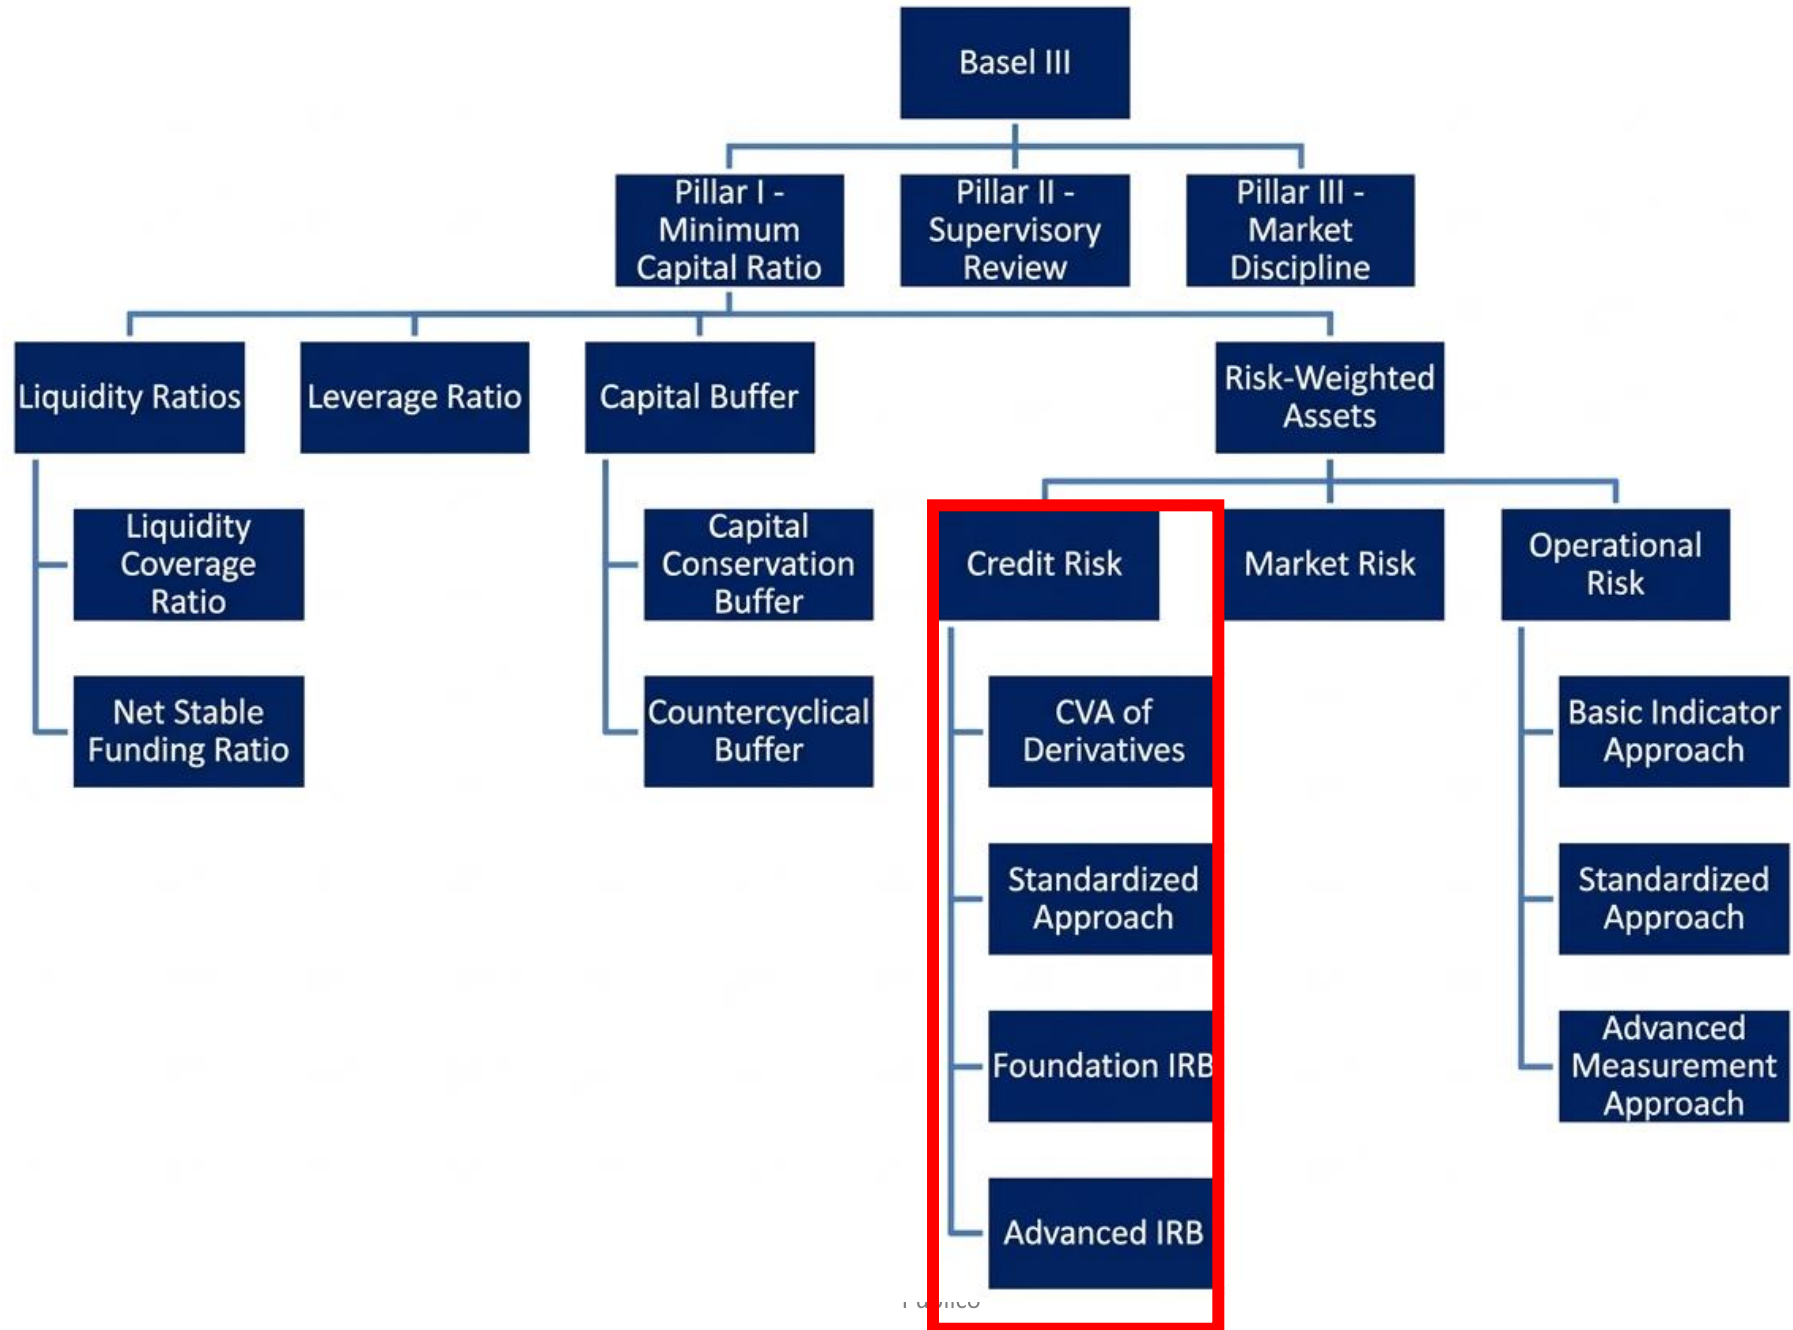 Basel III
Pillar I -
Minimum
Capital Ratio
Pillar II -
Supervisory
Review
Pillar III -
Market
Discipline
Liquidity Ratios
Leverage Ratio
Capital Buffer
Risk-Weighted
Assets
Liquidity
Coverage
Ratio
Net Stable
Funding Ratio
Capital
Conservation
Buffer
Countercyclical
Buffer
Credit Risk
CVA of
Derivatives
Standardized
Approach
Foundation IRB
Advanced IRB
Market Risk
Operational
Risk
Basic Indicator
Approach
Standardized
Approach
Advanced
Measurement
Approach